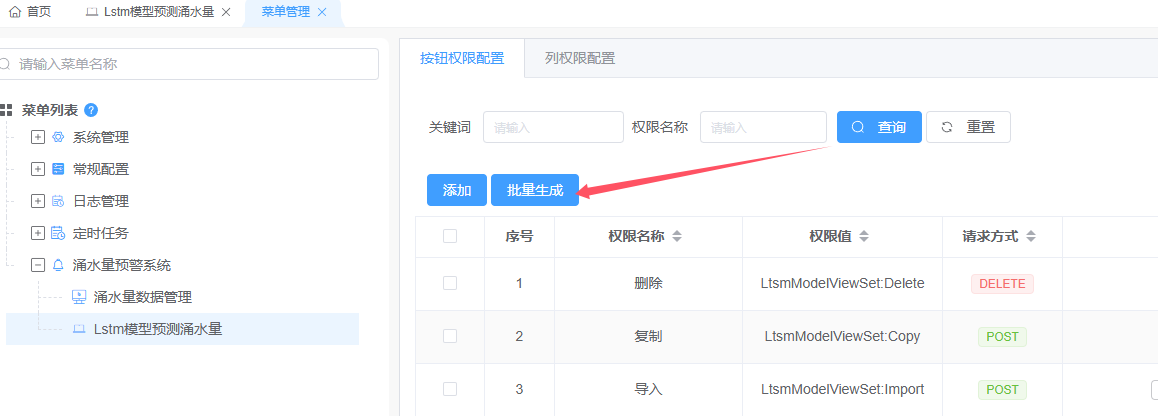 首页
Lstm模型预测涌水量
菜单管理
请输入菜单名称
菜单列表
系统管理
常规配置
日志管理
定时任务
涌水量预警系统
涌水量数据管理
Lstm模型预测涌水量
按钮权限配置
列权限配置
关键词 请输入 权限名称 请输入 查询 重置
添加 批量生成
序号 权限名称 权限值 请求方式
1 删除 LtsmModelViewSet:Delete DELETE
2 复制 LtsmModelViewSet:Copy POST
3 导入 LtsmModelViewSet:Import POST